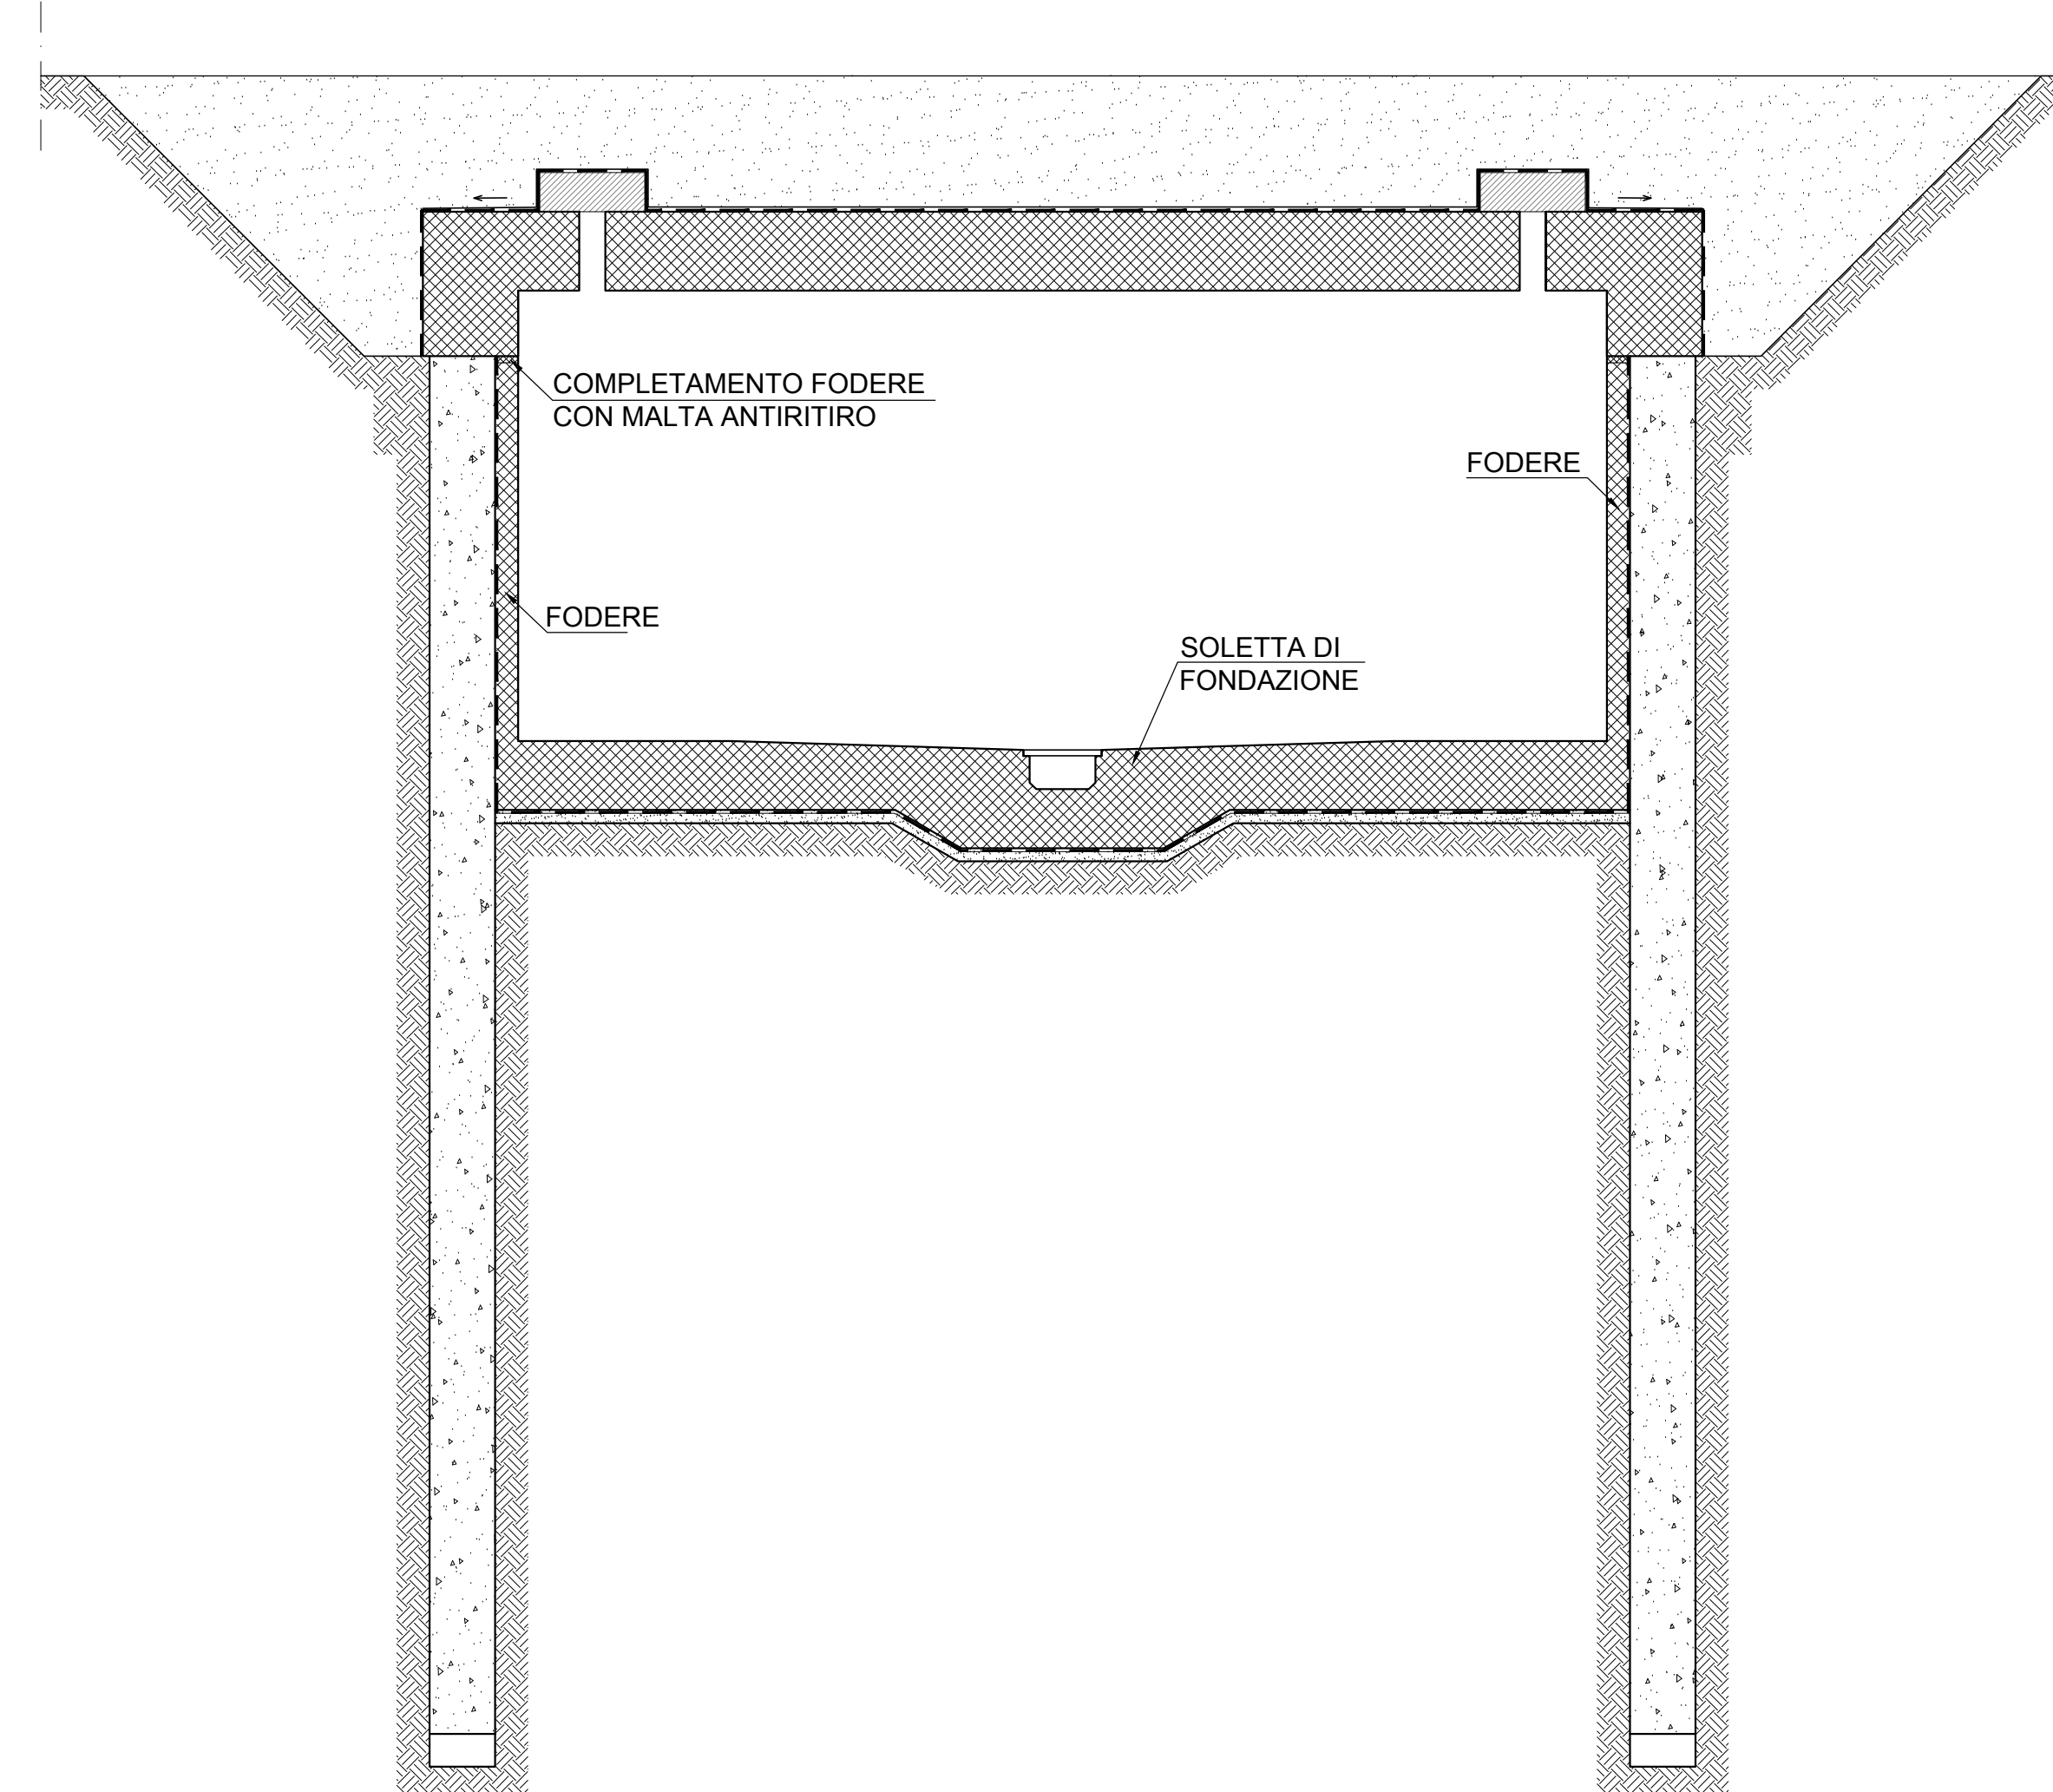 COMPLETAMENTO FODERE
CON MALTA ANTIRITIRO
FODERE
FODERE
SOLETTA DI
FONDAZIONE